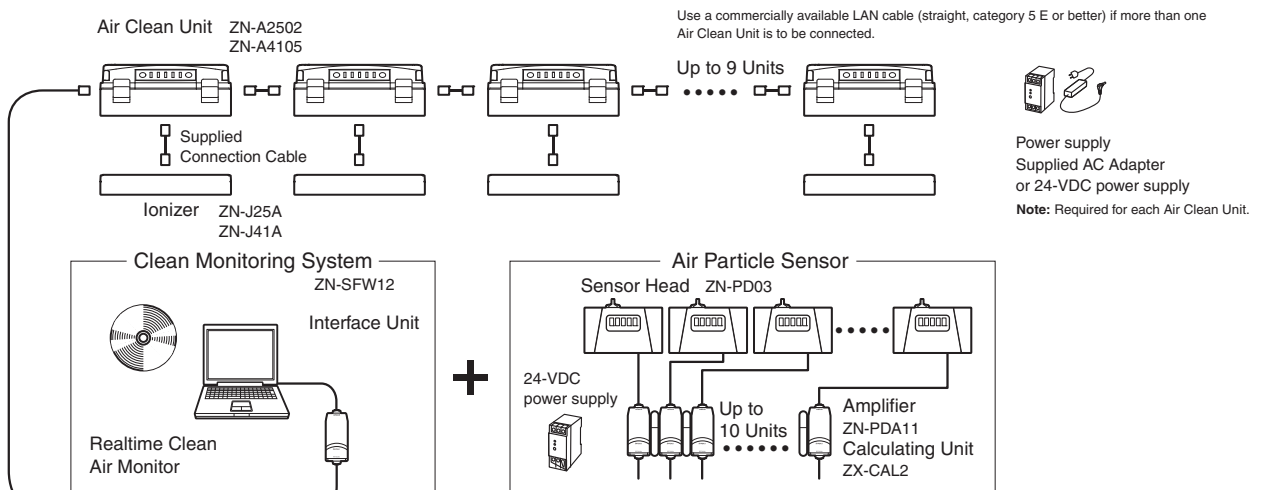 Use a commercially available LAN cable (straight, category 5 E or better) if more than one
Air Clean Unit is to be connected.
Air Clean Unit ZN-A2502
ZN-A4105
Up to 9 Units
Supplied
Connection Cable
Power supply
Supplied AC Adapter
or 24-VDC power supply
Note: Required for each Air Clean Unit.
Ionizer ZN-J25A
ZN-J41A
Clean Monitoring System
ZN-SFW12
Interface Unit
Realtime Clean
Air Monitor
+
Air Particle Sensor
Sensor Head ZN-PD03
24-VDC
power supply
Up to
10 Units
Amplifier
ZN-PDA11
Calculating Unit
ZX-CAL2